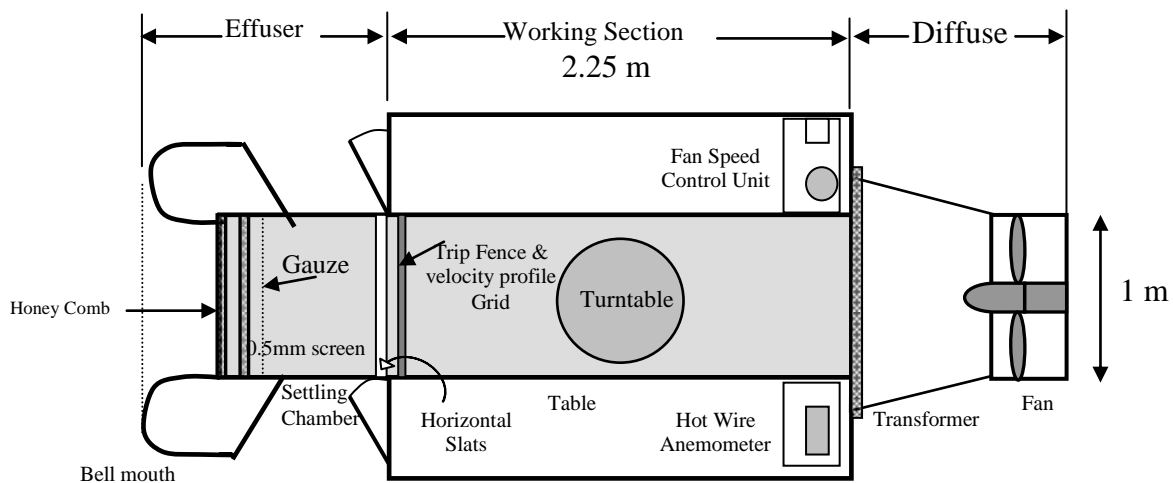 Effuser
Working Section
2.25 m
Diffuse
Fan Speed
Control Unit
Gauze
Trip Fence &
velocity profile
Grid
Turntable
1 m
Honey Comb
0.5mm screen
Settling
Chamber
Horizontal
Slats
Table
Hot Wire
Anemometer
Transformer
Fan
Bell mouth